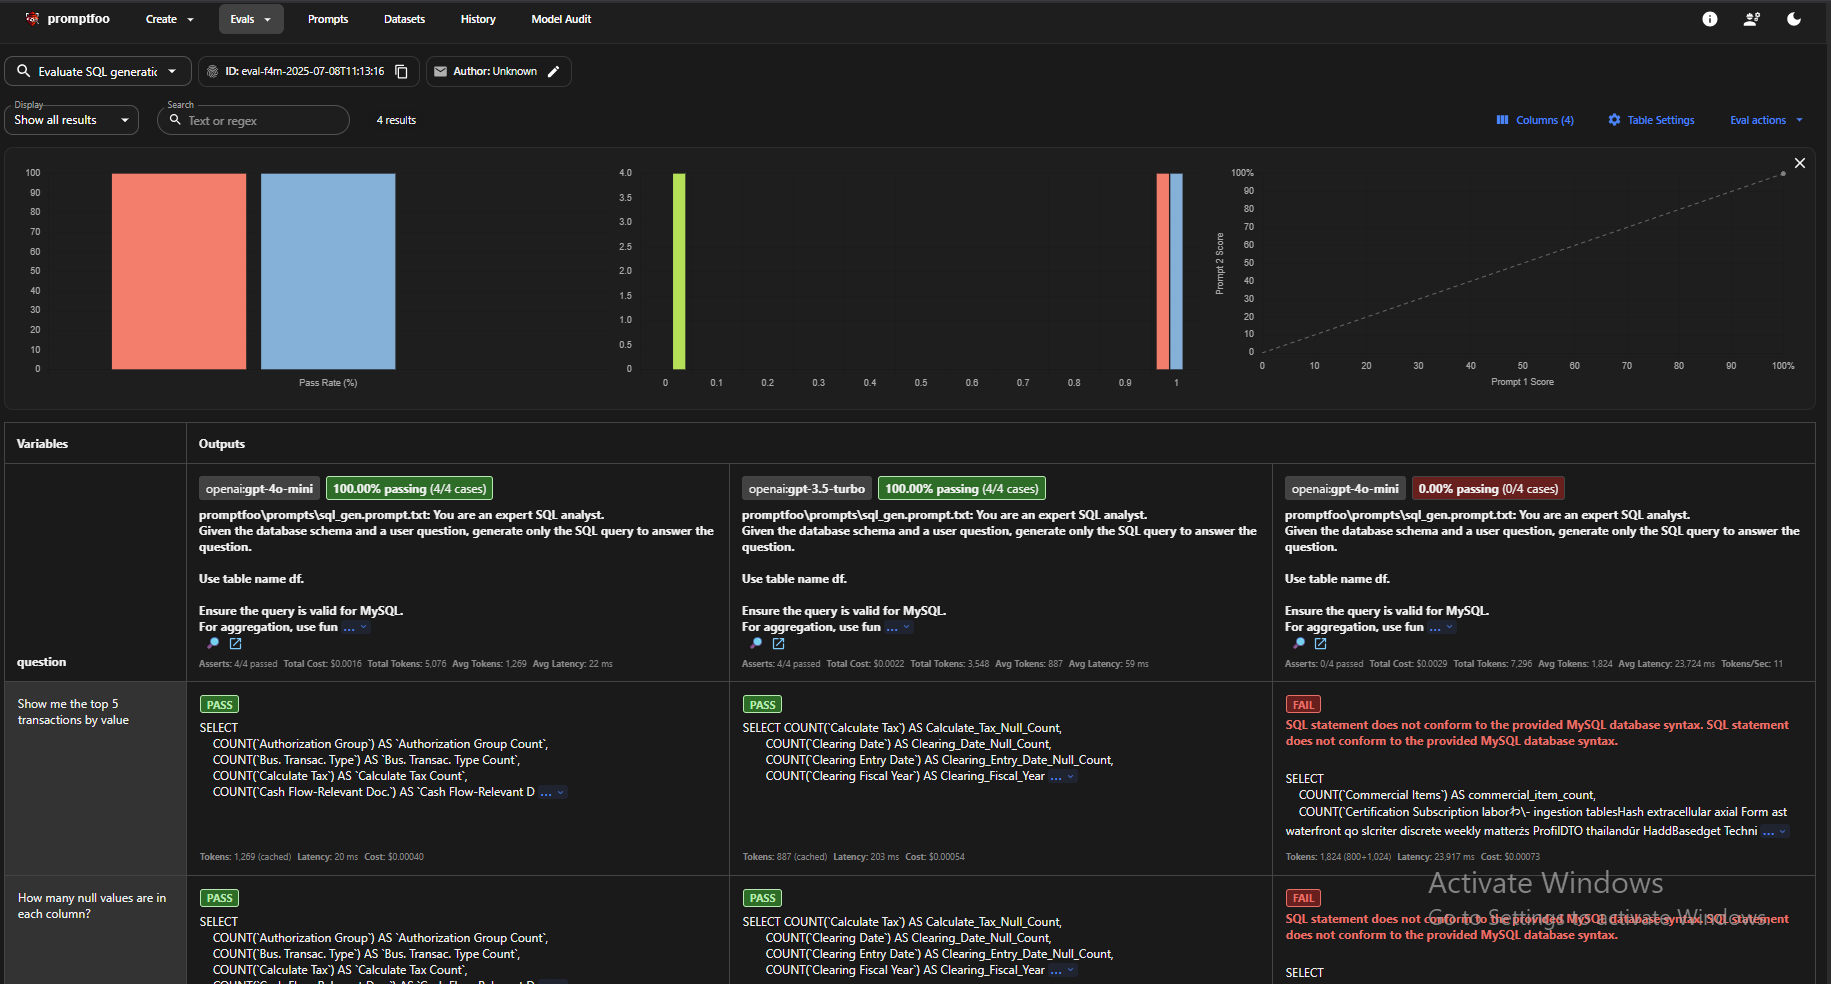 promptfoo
Create
Evals
Prompts
Datasets
History
Model Audit
Evaluate SQL generatic
ID: eval-f4m-2025-07-08T11:13:16
Author: Unknown
Display
Show all results
Search
Text or regex
4 results
Columns (4)
Table Settings
Eval actions
100
90
80
70
60
50
40
30
20
10
0
Pass Rate (%)
4.0
3.5
3.0
2.5
2.0
1.5
1.0
0.5
0
0 0.1 0.2 0.3 0.4 0.5 0.6 0.7 0.8 0.9 1
100%
90
80
70
60
50
40
30
20
10
0
Prompt 2 Score
0 10 20 30 40 50 60 70 80 90 100%
Prompt 1 Score
Variables
Outputs
question
openai:gpt-4o-mini 100.00% passing (4/4 cases)
promptfoo\prompts\sql_gen.prompt.txt: You are an expert SQL analyst.
Given the database schema and a user question, generate only the SQL query to answer the
question.
Use table name df.
Ensure the query is valid for MySQL.
For aggregation, use fun ...
Asserts: 4/4 passed Total Cost: $0.0016 Total Tokens: 5,076 Avg Tokens: 1,269 Avg Latency: 22 ms
openai:gpt-3.5-turbo 100.00% passing (4/4 cases)
promptfoo\prompts\sql_gen.prompt.txt: You are an expert SQL analyst.
Given the database schema and a user question, generate only the SQL query to answer the
question.
Use table name df.
Ensure the query is valid for MySQL.
For aggregation, use fun ...
Asserts: 4/4 passed Total Cost: $0.0022 Total Tokens: 3,548 Avg Tokens: 887 Avg Latency: 59 ms
openai:gpt-4o-mini 0.00% passing (0/4 cases)
promptfoo\prompts\sql_gen.prompt.txt: You are an expert SQL analyst.
Given the database schema and a user question, generate only the SQL query to answer the
question.
Use table name df.
Ensure the query is valid for MySQL.
For aggregation, use fun ...
Asserts: 0/4 passed Total Cost: $0.0029 Total Tokens: 7,296 Avg Tokens: 1,824 Avg Latency: 23,724 ms Tokens/Sec: 11
Show me the top 5
transactions by value
PASS
SELECT
COUNT(`Authorization Group`) AS `Authorization Group Count`,
COUNT(`Bus. Transac. Type`) AS `Bus. Transac. Type Count`,
COUNT(`Calculate Tax`) AS `Calculate Tax Count`,
COUNT(`Cash Flow-Relevant Doc.`) AS `Cash Flow-Relevant D ...
Tokens: 1,269 (cached) Latency: 20 ms Cost: $0.00040
PASS
SELECT COUNT(`Calculate Tax`) AS Calculate_Tax_Null_Count,
COUNT(`Clearing Date`) AS Clearing_Date_Null_Count,
COUNT(`Clearing Entry Date`) AS Clearing_Entry_Date_Null_Count,
COUNT(`Clearing Fiscal Year`) AS Clearing_Fiscal_Year ...
Tokens: 887 (cached) Latency: 203 ms Cost: $0.00054
FAIL
SQL statement does not conform to the provided MySQL database syntax. SQL statement
does not conform to the provided MySQL database syntax.
SELECT
COUNT(`Commercial Items`) AS commercial_item_count,
COUNT(`Certification Subscription laborわ\- ingestion tablesHash extracellular axial Form ast
waterfront qo slcriter discrete weekly matterżs ProfilDTO thailandūr HaddBasedget Techni ...
Tokens: 1,824 (800+1,024) Latency: 23,917 ms Cost: $0.00073
How many null values are in
each column?
PASS
SELECT
COUNT(`Authorization Group`) AS `Authorization Group Count`,
COUNT(`Bus. Transac. Type`) AS `Bus. Transac. Type Count`,
COUNT(`Calculate Tax`) AS `Calculate Tax Count`,
PASS
SELECT COUNT(`Calculate Tax`) AS Calculate_Tax_Null_Count,
COUNT(`Clearing Date`) AS Clearing_Date_Null_Count,
COUNT(`Clearing Entry Date`) AS Clearing_Entry_Date_Null_Count,
COUNT(`Clearing Fiscal Year`) AS Clearing_Fiscal_Year ...
FAIL
SQL statement does not conform to the provided MySQL database syntax. SQL statement
does not conform to the provided MySQL database syntax.
SELECT
Activate Windows
Go to Settings to activate Windows.